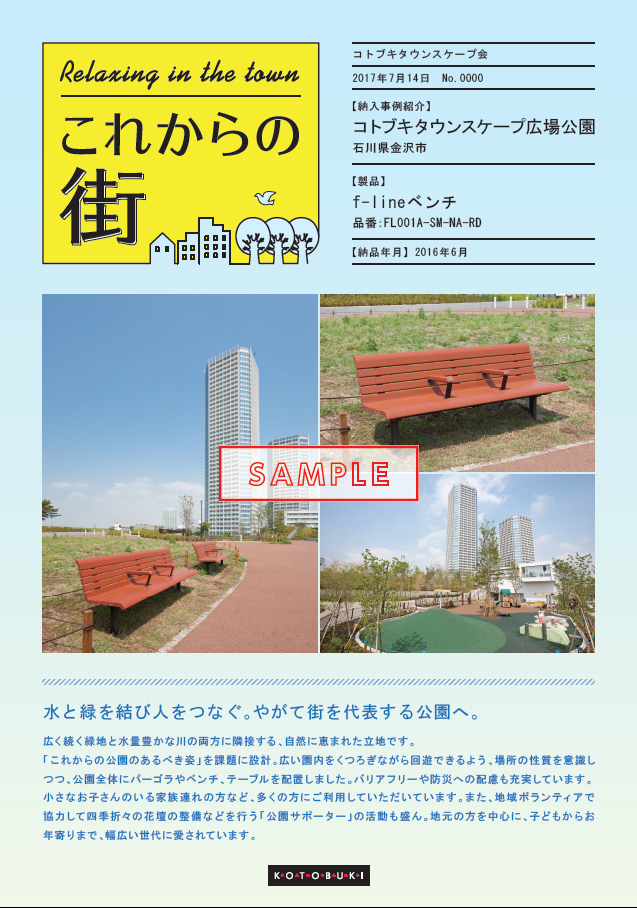 Relaxing in the town
これからの
街
コトブキタウンスケープ会
2017年7月14日　No.0000
【納入事例紹介】
コトブキタウンスケープ広場公園
石川県金沢市
【製品】
f-lineベンチ
品番:FL001A-SM-NA-RD
【納品年月】2016年6月
SAMPLE
水と緑を結び人をつなぐ。やがて街を代表する公園へ。
広く続く緑地と水量豊かな川の両方に隣接する、自然に恵まれた立地です。
「これからの公園のあるべき姿」を課題に設計。広い園内をくつろぎながら回遊できるよう、場所の性質を意識し
つつ、公園全体にパーゴラやベンチ、テーブルを配置しました。バリアフリーや防災への配慮も充実しています。
小さなお子さんのいる家族連れの方など、多くの方にご利用していただいています。また、地域ボランティアで
協力して四季折々の花壇の整備などを行う「公園サポーター」の活動も盛ん。地元の方を中心に、子どもからお
年寄りまで、幅広い世代に愛されています。
KOTOBUKI